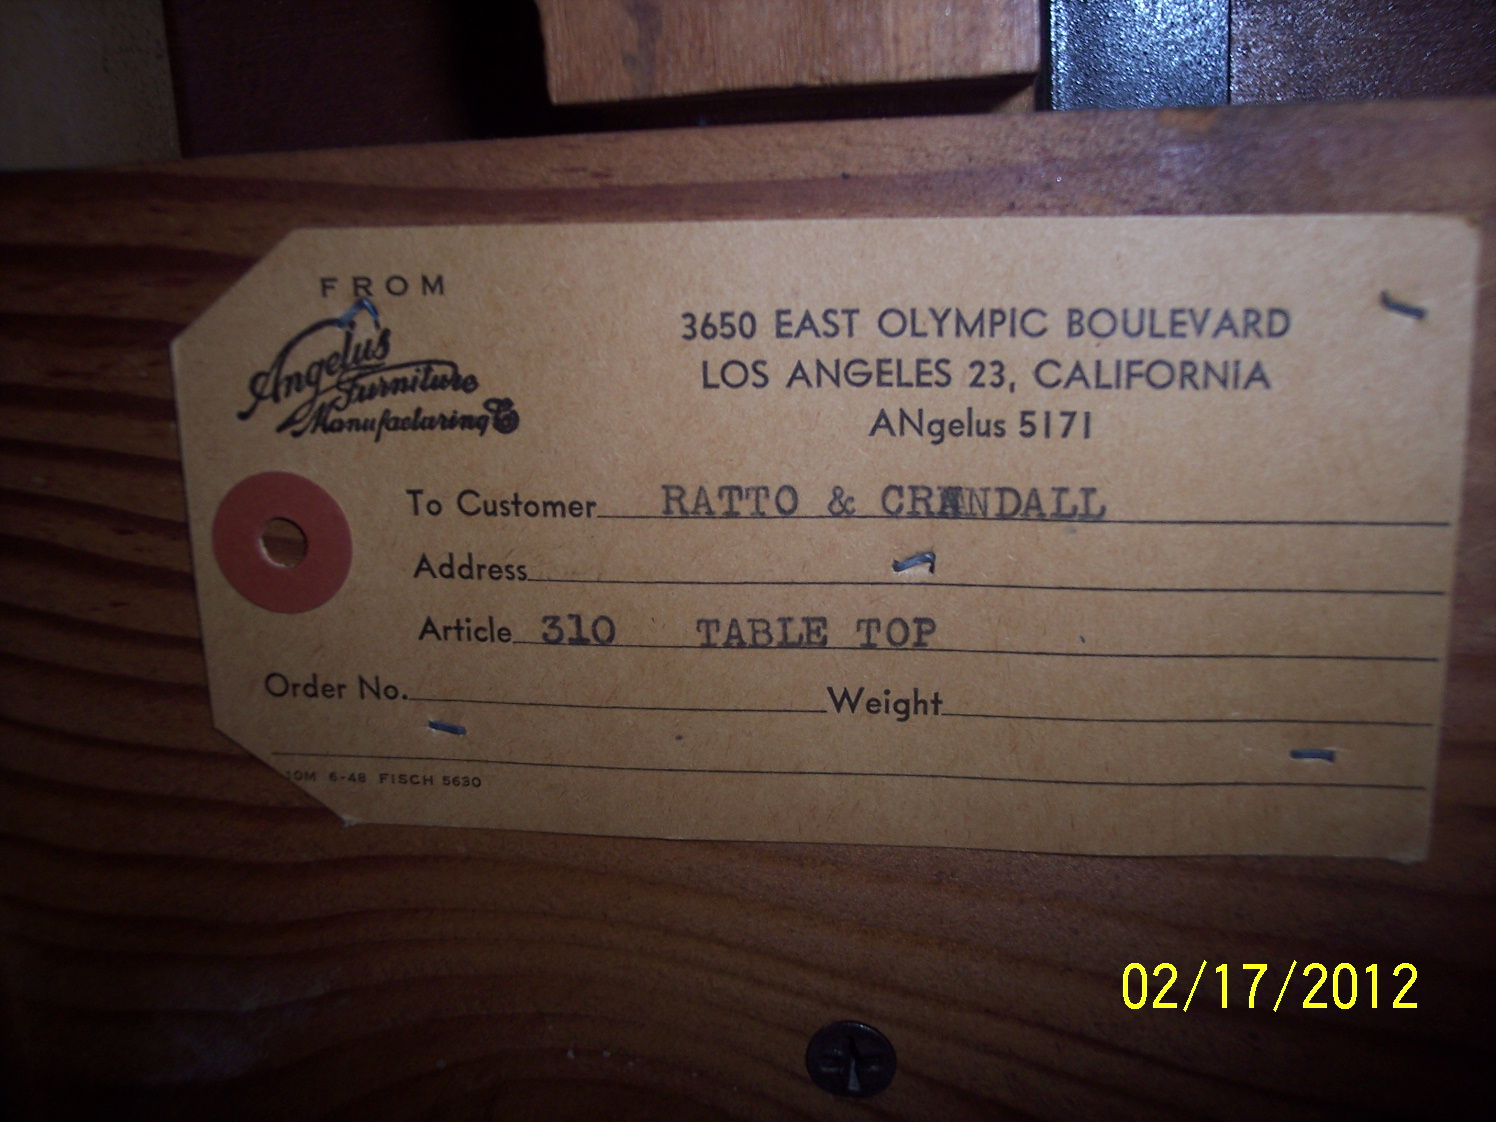 FROM
Angelus
Furniture
Manufacturing Co
3650 EAST OLYMPIC BOULEVARD
LOS ANGELES 23, CALIFORNIA
ANgelus 5171
To Customer RATTO & CRANDALL
Address
Article 310 TABLE TOP
Order No. Weight
10M 6-48 FISCH 5630
02/17/2012